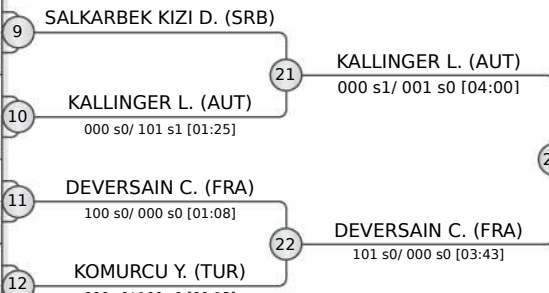 9
SALKARBEK KIZI D. (SRB)
21
KALLINGER L. (AUT)
000 s1/ 001 s0 [04:00]
10
KALLINGER L. (AUT)
000 s0/ 101 s1 [01:25]
11
DEVERSAIN C. (FRA)
100 s0/ 000 s0 [01:08]
22
DEVERSAIN C. (FRA)
101 s0/ 000 s0 [03:43]
12
KOMURCU Y. (TUR)